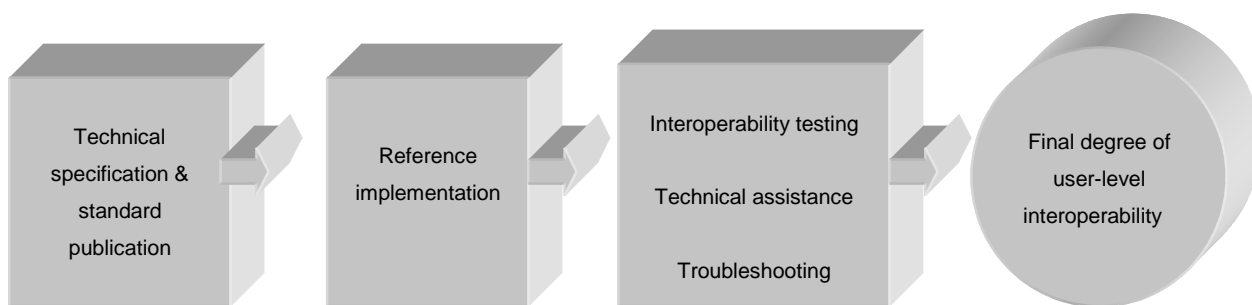 Technical
specification &
standard
publication
Reference
implementation
Interoperability testing
Technical assistance
Troubleshooting
Final degree of
user-level
interoperability